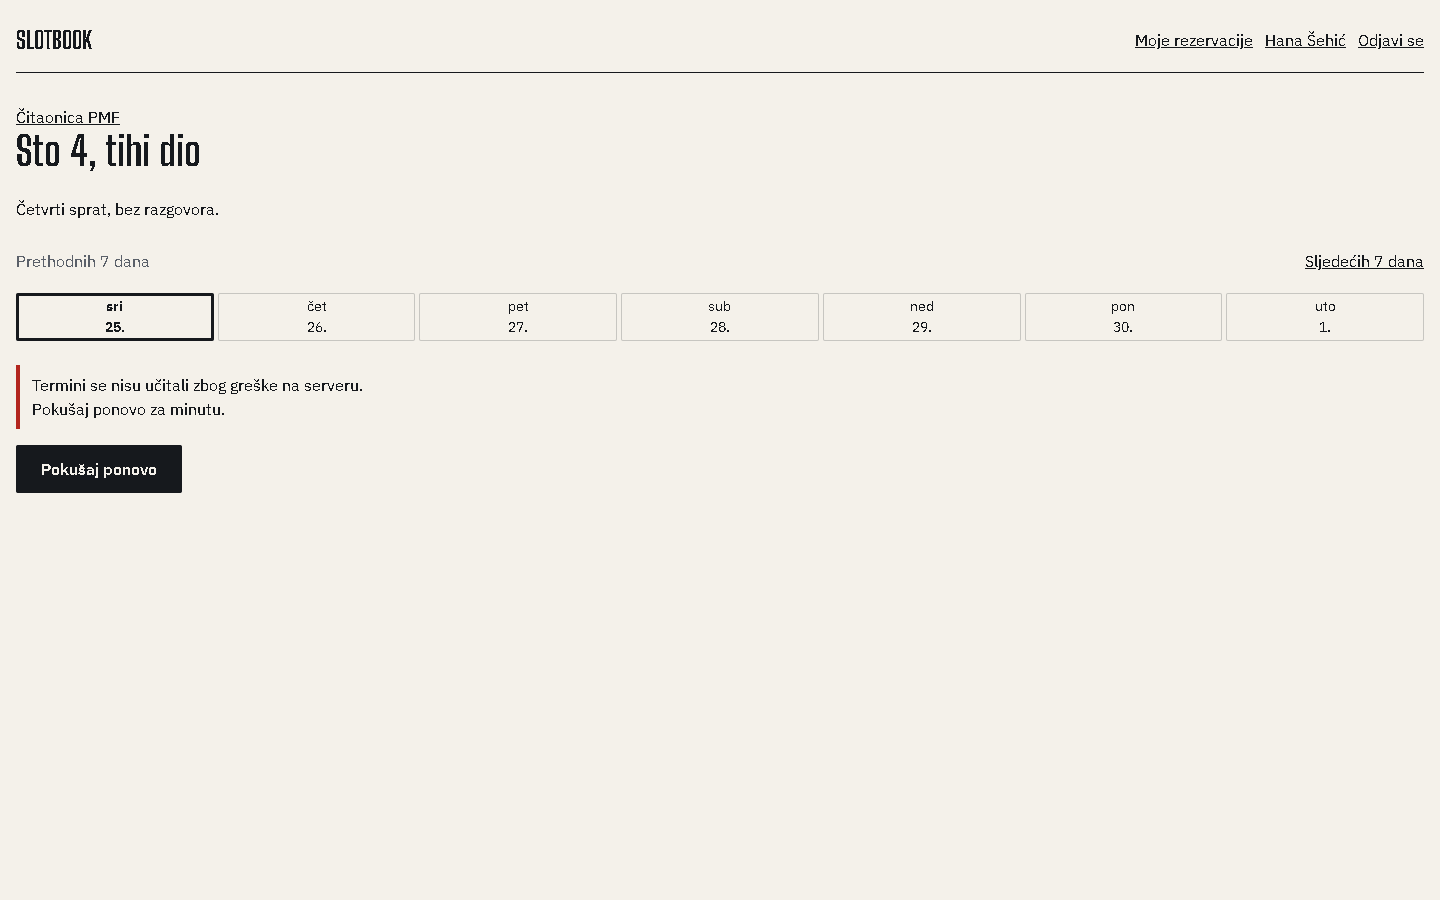 SLOTBOOK
Moje rezervacije Hana Šehić Odjavi se
Čitaonica PMF
Sto 4, tihi dio
Četvrti sprat, bez razgovora.
Prethodnih 7 dana
Sljedećih 7 dana
sri
25.
čet
26.
pet
27.
sub
28.
ned
29.
pon
30.
uto
1.
Termini se nisu učitali zbog greške na serveru.
Pokušaj ponovo za minutu.
Pokušaj ponovo